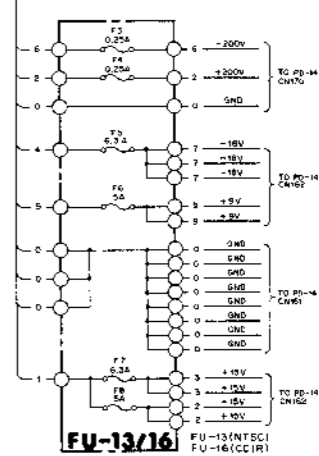 F3
0.25A
6 6 -200V
F4
0.25A
2 2 +200V TO PD-14
CN170
0 0 GND
F5
6.3A
4 7 -18V
7 -18V TO PD-14
7 -18V CN162
F6
5A
5 9 +9V
9 +9V
0 0 GND
0 GND
0 0 GND
0 GND TO PD-14
0 0 GND CN161
0 GND
0 GND
0 GND
F7
6.3A
1 3 +15V
F8
5A
3 +15V TO PD-14
2 +15V CN162
2 +15V
FU-13/16
FU-13(NTSC)
FU-16(CCIR)